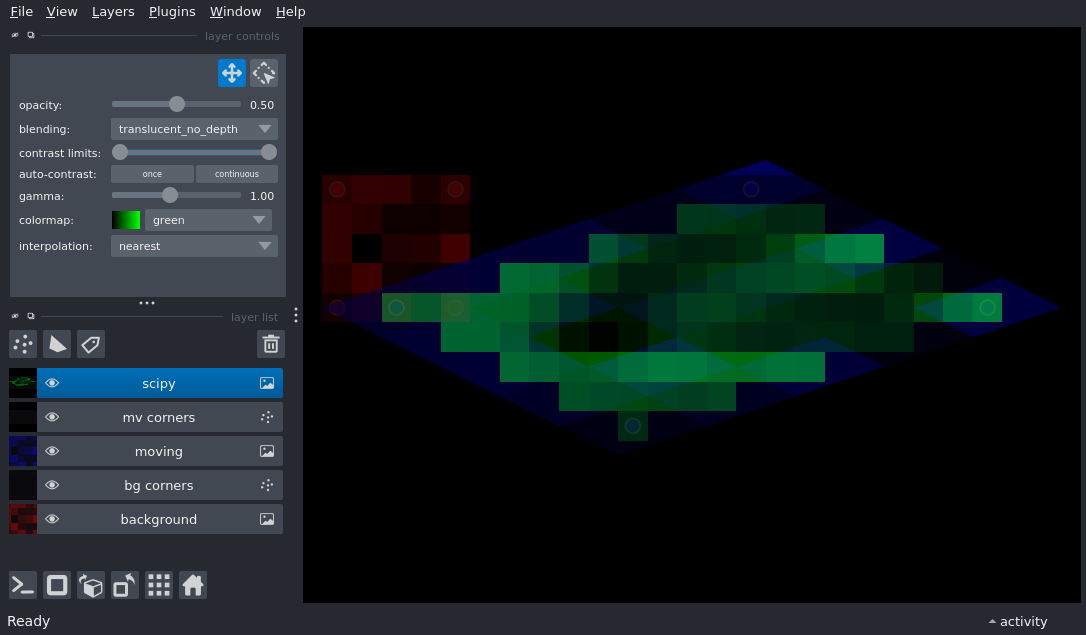 File View Layers Plugins Window Help
layer controls
opacity: 0.50
blending: translucent_no_depth
contrast limits:
auto-contrast: once continuous
gamma: 1.00
colormap: green
interpolation: nearest
layer list
scipy
mv corners
moving
bg corners
background
Ready activity